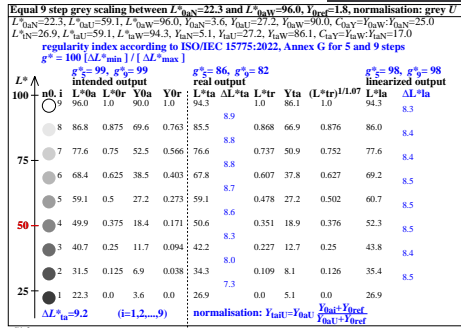 Equal 9 step grey scaling between L*0aW=22.3 and L*0aW=96.0, Y0ref=1.8, normalisation: grey U
L*0aN=22.3, L*0aU=59.1, L*0aW=96.0, Y0aN=3.6, Y0aU=27.2, Y0aW=90.0, C0aY=Y0aW:Y0aN=25.0
L*taN=26.9, L*taU=59.1, L*taW=94.3, YtaN=5.1, YtaU=27.2, YtaW=86.1, CtaY=YtaW:YtaN=17.0
regularity index according to ISO/IEC 15775:2022, Annex G for 5 and 9 steps
g* = 100 [ΔL*min ] / [ ΔL*max ]
g*5= 99, g*9= 99 g*5= 86, g*9= 82 g*5= 98, g*9= 98
L* intended output real output linearized output
n0. i L*0a L*0r Y0a Y0r L*ta ΔL*ta L*tr Yta (L*tr)1/1.07 L*la ΔL*la
9 96.0 1.0 90.0 1.0 94.3 1.0 86.1 1.0 94.3
8.9 8.3
8 86.8 0.875 69.6 0.763 85.5 0.868 66.9 0.876 86.0
8.8 8.4
75 7 77.6 0.75 52.5 0.566 76.6 0.737 50.9 0.752 77.6
8.8 8.4
6 68.4 0.625 38.5 0.403 67.8 0.607 37.8 0.627 69.2
8.7 8.5
5 59.1 0.5 27.2 0.273 59.1 0.478 27.2 0.502 60.7
8.6 8.5
50 4 49.9 0.375 18.4 0.171 50.6 0.351 18.9 0.376 52.3
8.3 8.4
3 40.7 0.25 11.7 0.094 42.2 0.227 12.7 0.25 43.8
8.0 8.4
2 31.5 0.125 6.9 0.038 34.3 0.109 8.1 0.126 35.4
7.3 8.5
25 1 22.3 0.0 3.6 0.0 26.9 0.0 5.1 0.0 26.9
ΔL*ta=9.2 (i=1,2,...,9) normalisation: YtaiU=Y0aU Y0ai+Y0ref
Y0aU+Y0ref